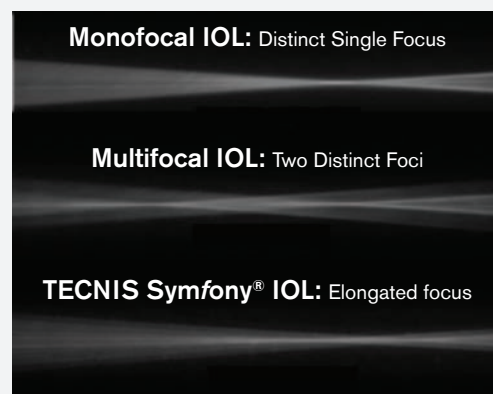 Monofocal IOL: Distinct Single Focus
Multifocal IOL: Two Distinct Foci
TECNIS Symfony® IOL: Elongated focus